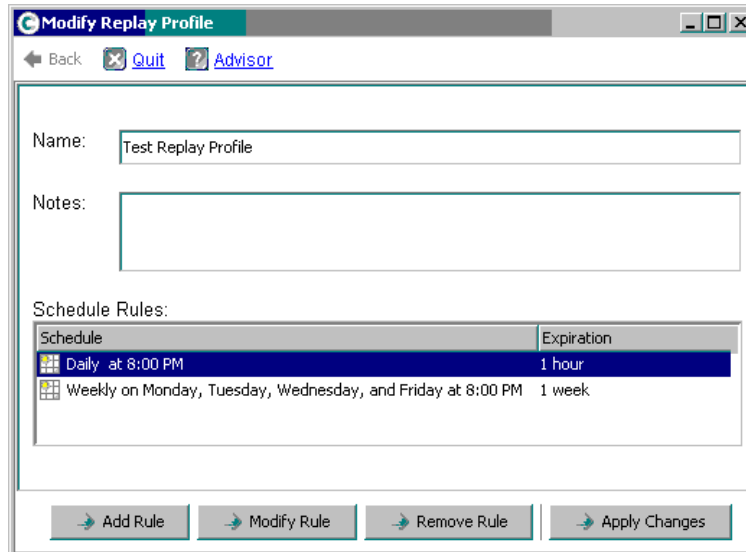 Modify Replay Profile
Back Quit Advisor
Name: Test Replay Profile
Notes:
Schedule Rules:
Schedule Expiration
Daily at 8:00 PM 1 hour
Weekly on Monday, Tuesday, Wednesday, and Friday at 8:00 PM 1 week
Add Rule Modify Rule Remove Rule Apply Changes